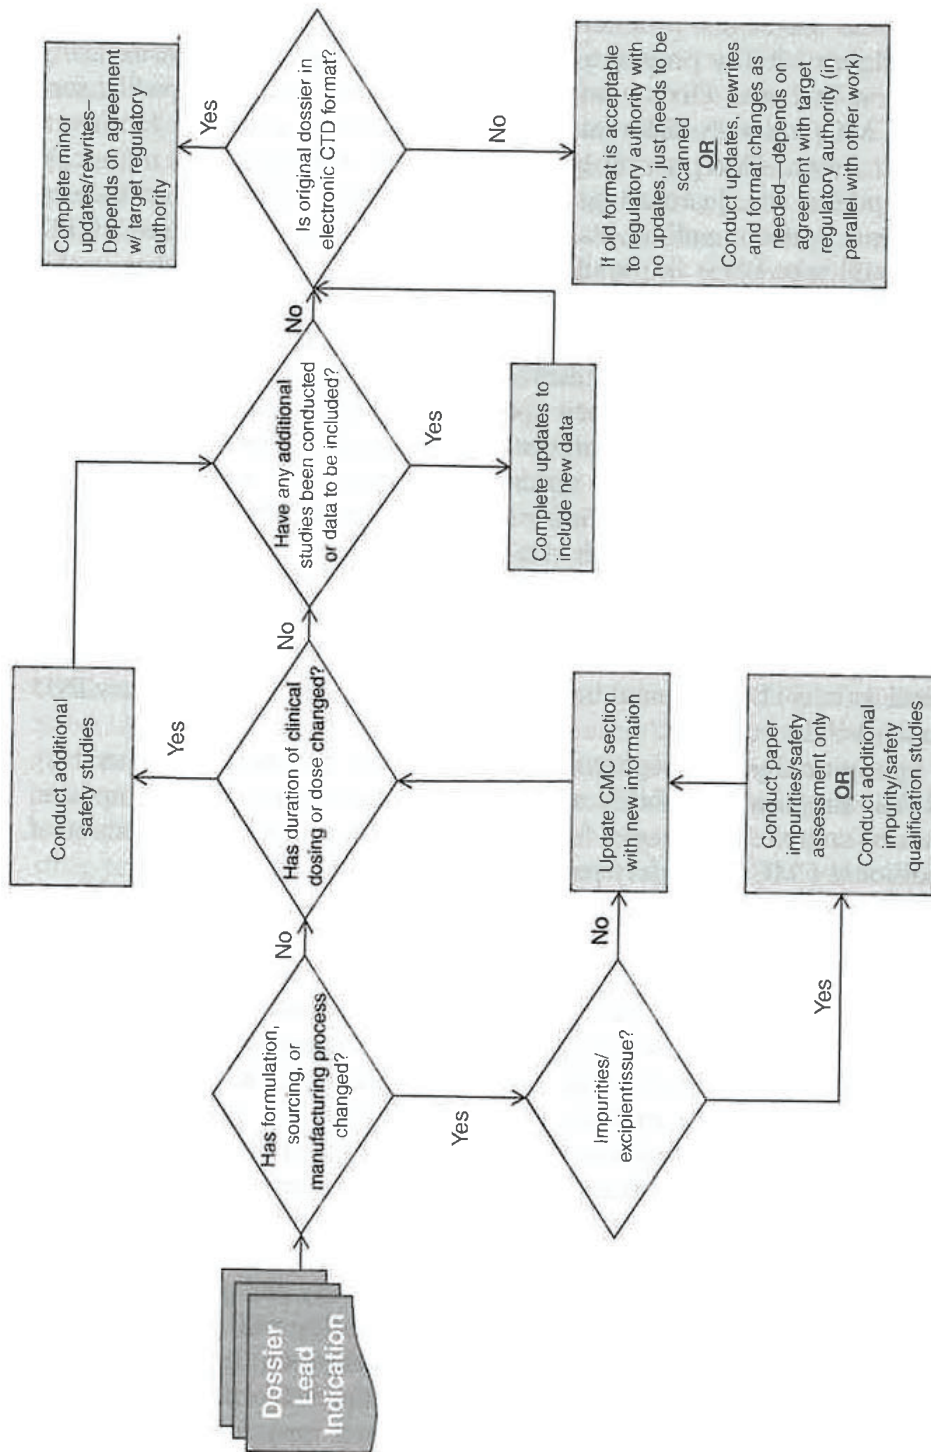 Dossier
Lead
Indication
Has formulation,
sourcing, or
manufacturing process
changed?
No
Yes
Impurities/
excipientissue?
No
Yes
Update CMC section
with new information
Conduct paper
impurities/safety
assessment only
OR
Conduct additional
impurity/safety
qualification studies
Has duration of clinical
dosing or dose changed?
Yes
No
Conduct additional
safety studies
Have any additional
studies been conducted
or data to be included?
No
Yes
Complete updates to
include new data
Is original dossier in
electronic CTD format?
Yes
No
Complete minor
updates/rewrites–
Depends on agreement
w/ target regulatory
authority
If old format is acceptable
to regulatory authority with
no updates, just needs to be
scanned
OR
Conduct updates, rewrites
and format changes as
needed—depends on
agreement with target
regulatory authority (in
parallel with other work)